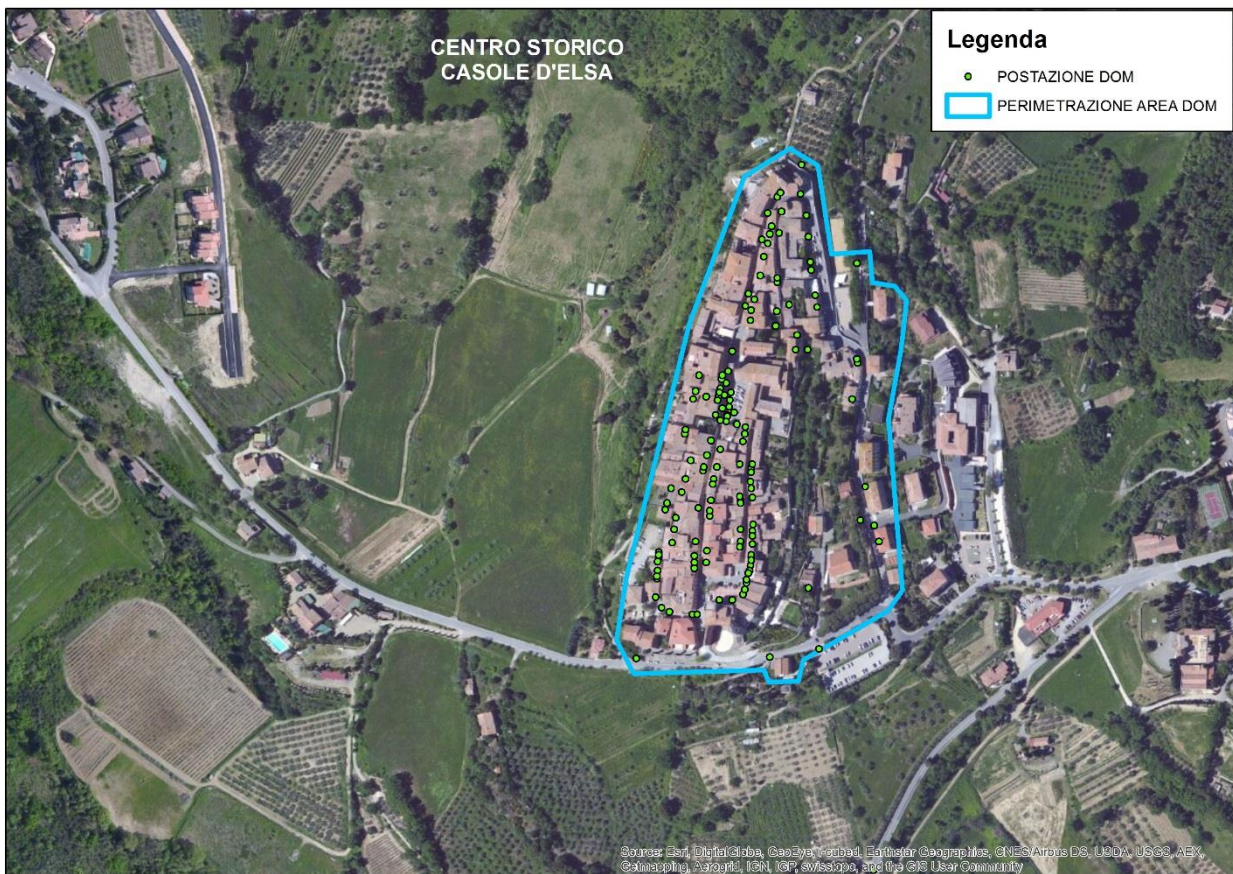 CENTRO STORICO
CASOLE D'ELSA
Legenda
POSTAZIONE DOM
PERIMETRAZIONE AREA DOM
Source: Esri, DigitalGlobe, GeoEye, i-cubed, Earthstar Geographics, CNES/Airbus DS, USDA, USGS, AEX,
Getmapping, Aerogrid, IGN, IGP, swisstopo, and the GIS User Community